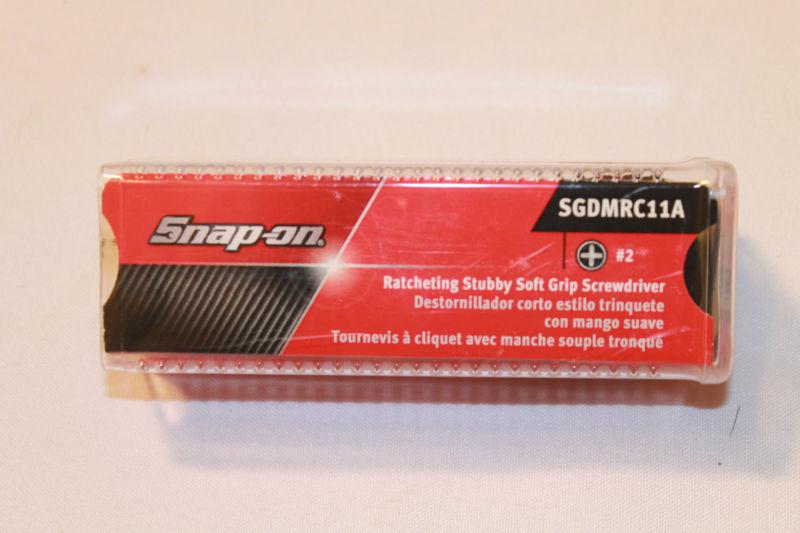 Snap-on
SGDMRC11A
#2
Ratcheting Stubby Soft Grip Screwdriver
Destornillador corto estilo trinquete
con mango suave
Tournevis à cliquet avec manche souple tronqué